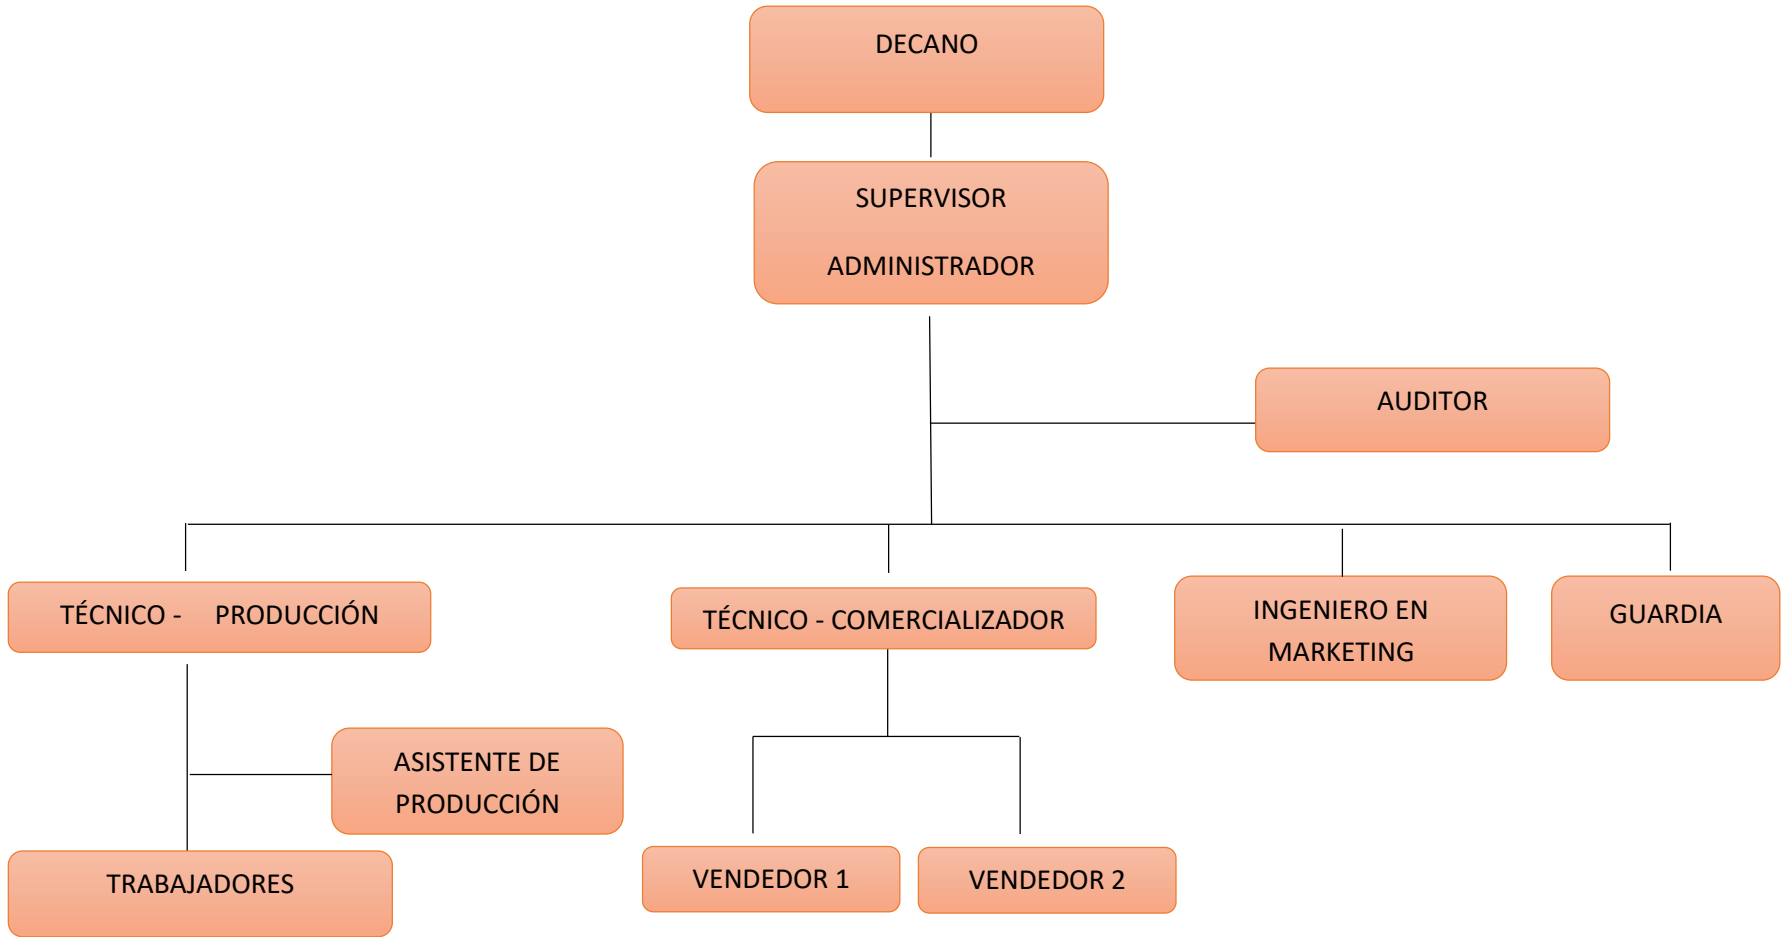 DECANO
SUPERVISOR
ADMINISTRADOR
AUDITOR
TÉCNICO - PRODUCCIÓN
TÉCNICO - COMERCIALIZADOR
INGENIERO EN
MARKETING
GUARDIA
ASISTENTE DE
PRODUCCIÓN
TRABAJADORES
VENDEDOR 1
VENDEDOR 2